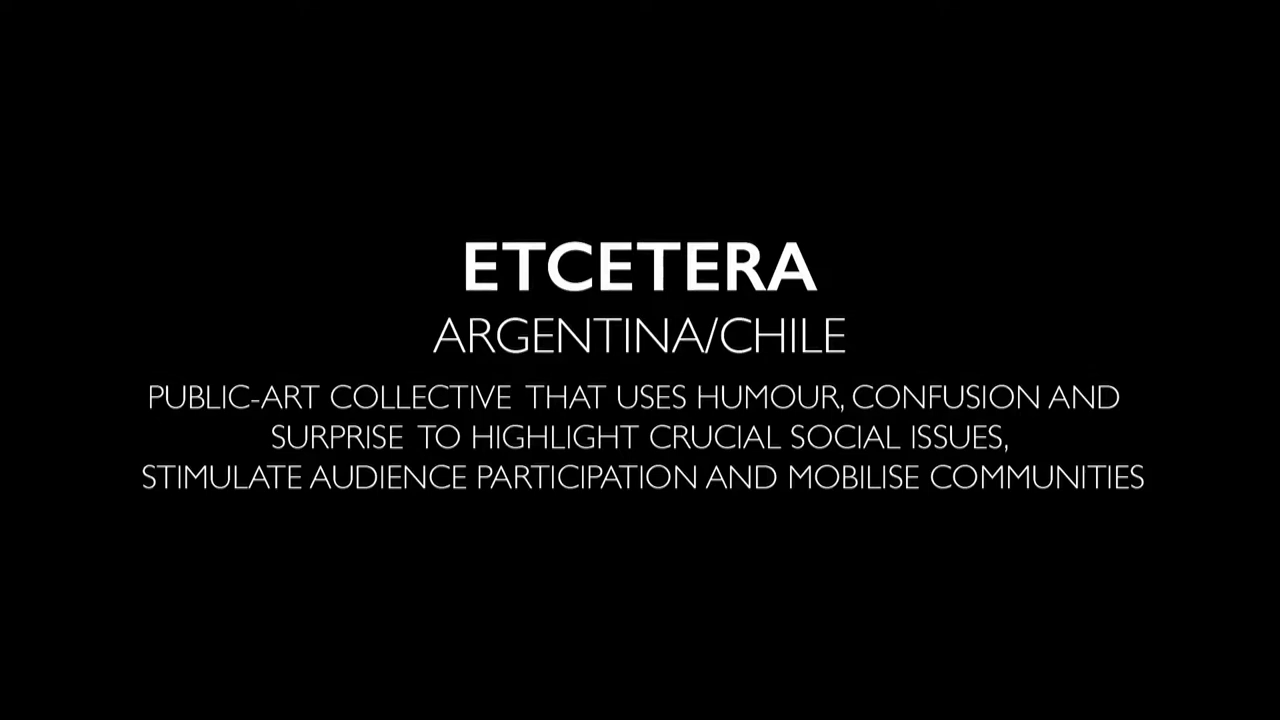 ETCETERA
ARGENTINA/CHILE
PUBLIC-ART COLLECTIVE THAT USES HUMOUR, CONFUSION AND
SURPRISE TO HIGHLIGHT CRUCIAL SOCIAL ISSUES,
STIMULATE AUDIENCE PARTICIPATION AND MOBILISE COMMUNITIES